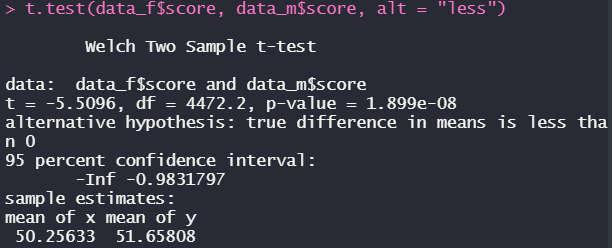 > t.test(data_f$score, data_m$score, alt = "less")
Welch Two Sample t-test
data:  data_f$score and data_m$score
t = -5.5096, df = 4472.2, p-value = 1.899e-08
alternative hypothesis: true difference in means is less tha
n 0
95 percent confidence interval:
-Inf -0.9831797
sample estimates:
mean of x mean of y
50.25633  51.65808